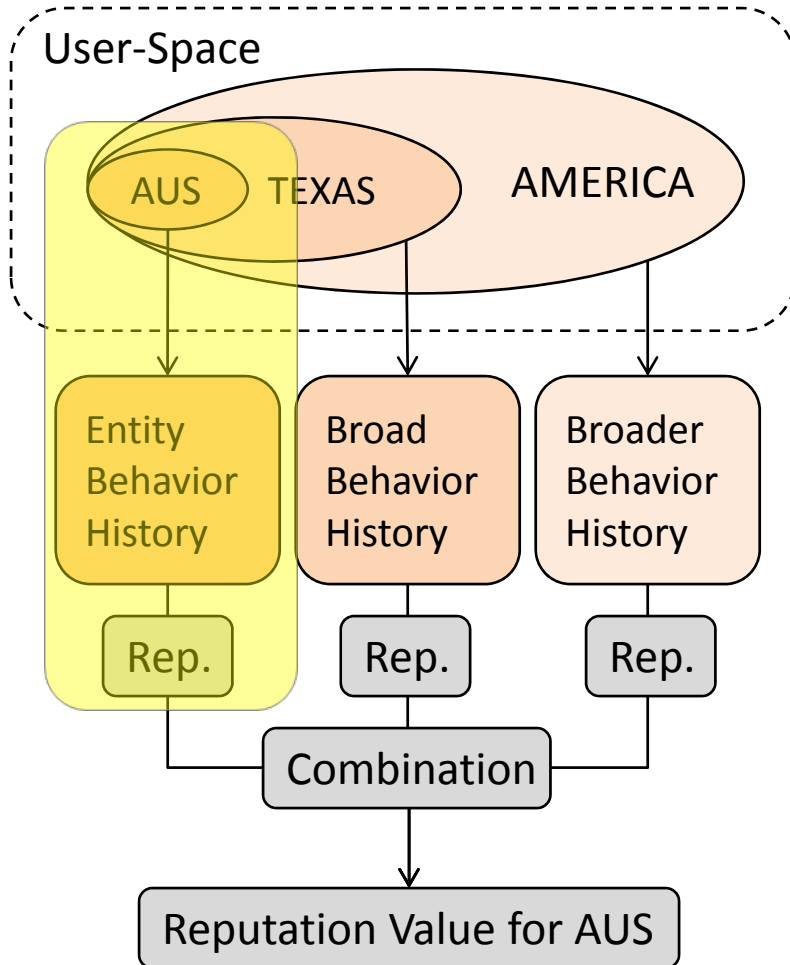 User-Space
AUS
TEXAS
AMERICA
Entity
Behavior
History
Broad
Behavior
History
Broader
Behavior
History
Rep.
Rep.
Rep.
Combination
Reputation Value for AUS